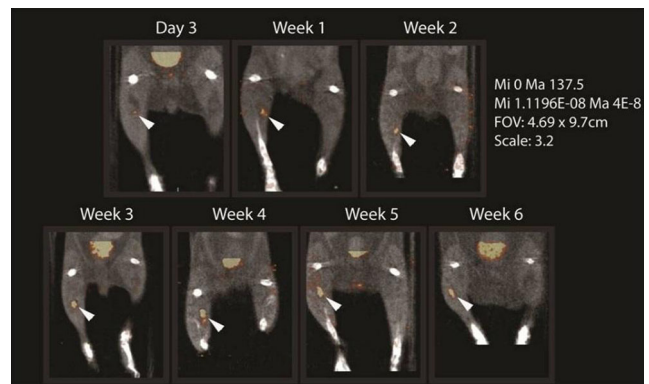 Day 3
Week 1
Week 2
Mi 0 Ma 137.5
Mi 1.1196E-08 Ma 4E-8
FOV: 4.69 x 9.7cm
Scale: 3.2
Week 3
Week 4
Week 5
Week 6